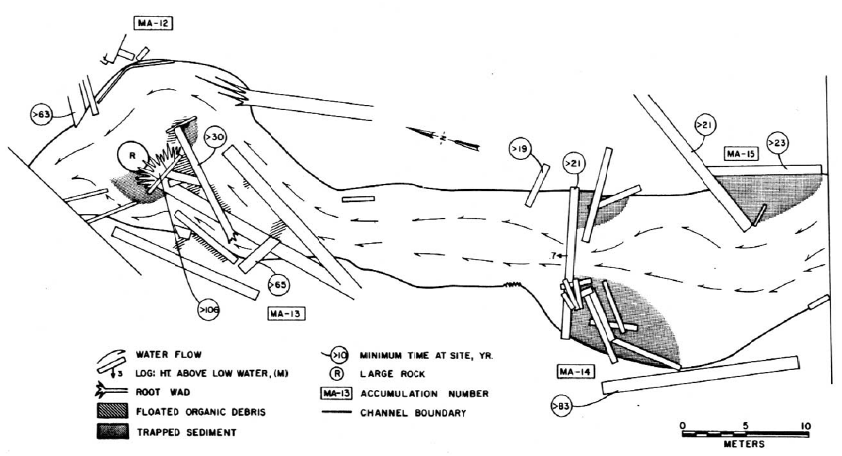 MA-12
>63
R
>30
>19
>21
>21
MA-15
>23
.7
>65
>106
MA-13
MA-14
>83
WATER FLOW
LOG: HT. ABOVE LOW WATER, (M)
3
ROOT WAD
FLOATED ORGANIC DEBRIS
TRAPPED SEDIMENT
>10 MINIMUM TIME AT SITE, YR.
R LARGE ROCK
MA-13 ACCUMULATION NUMBER
CHANNEL BOUNDARY
0 5 10
METERS